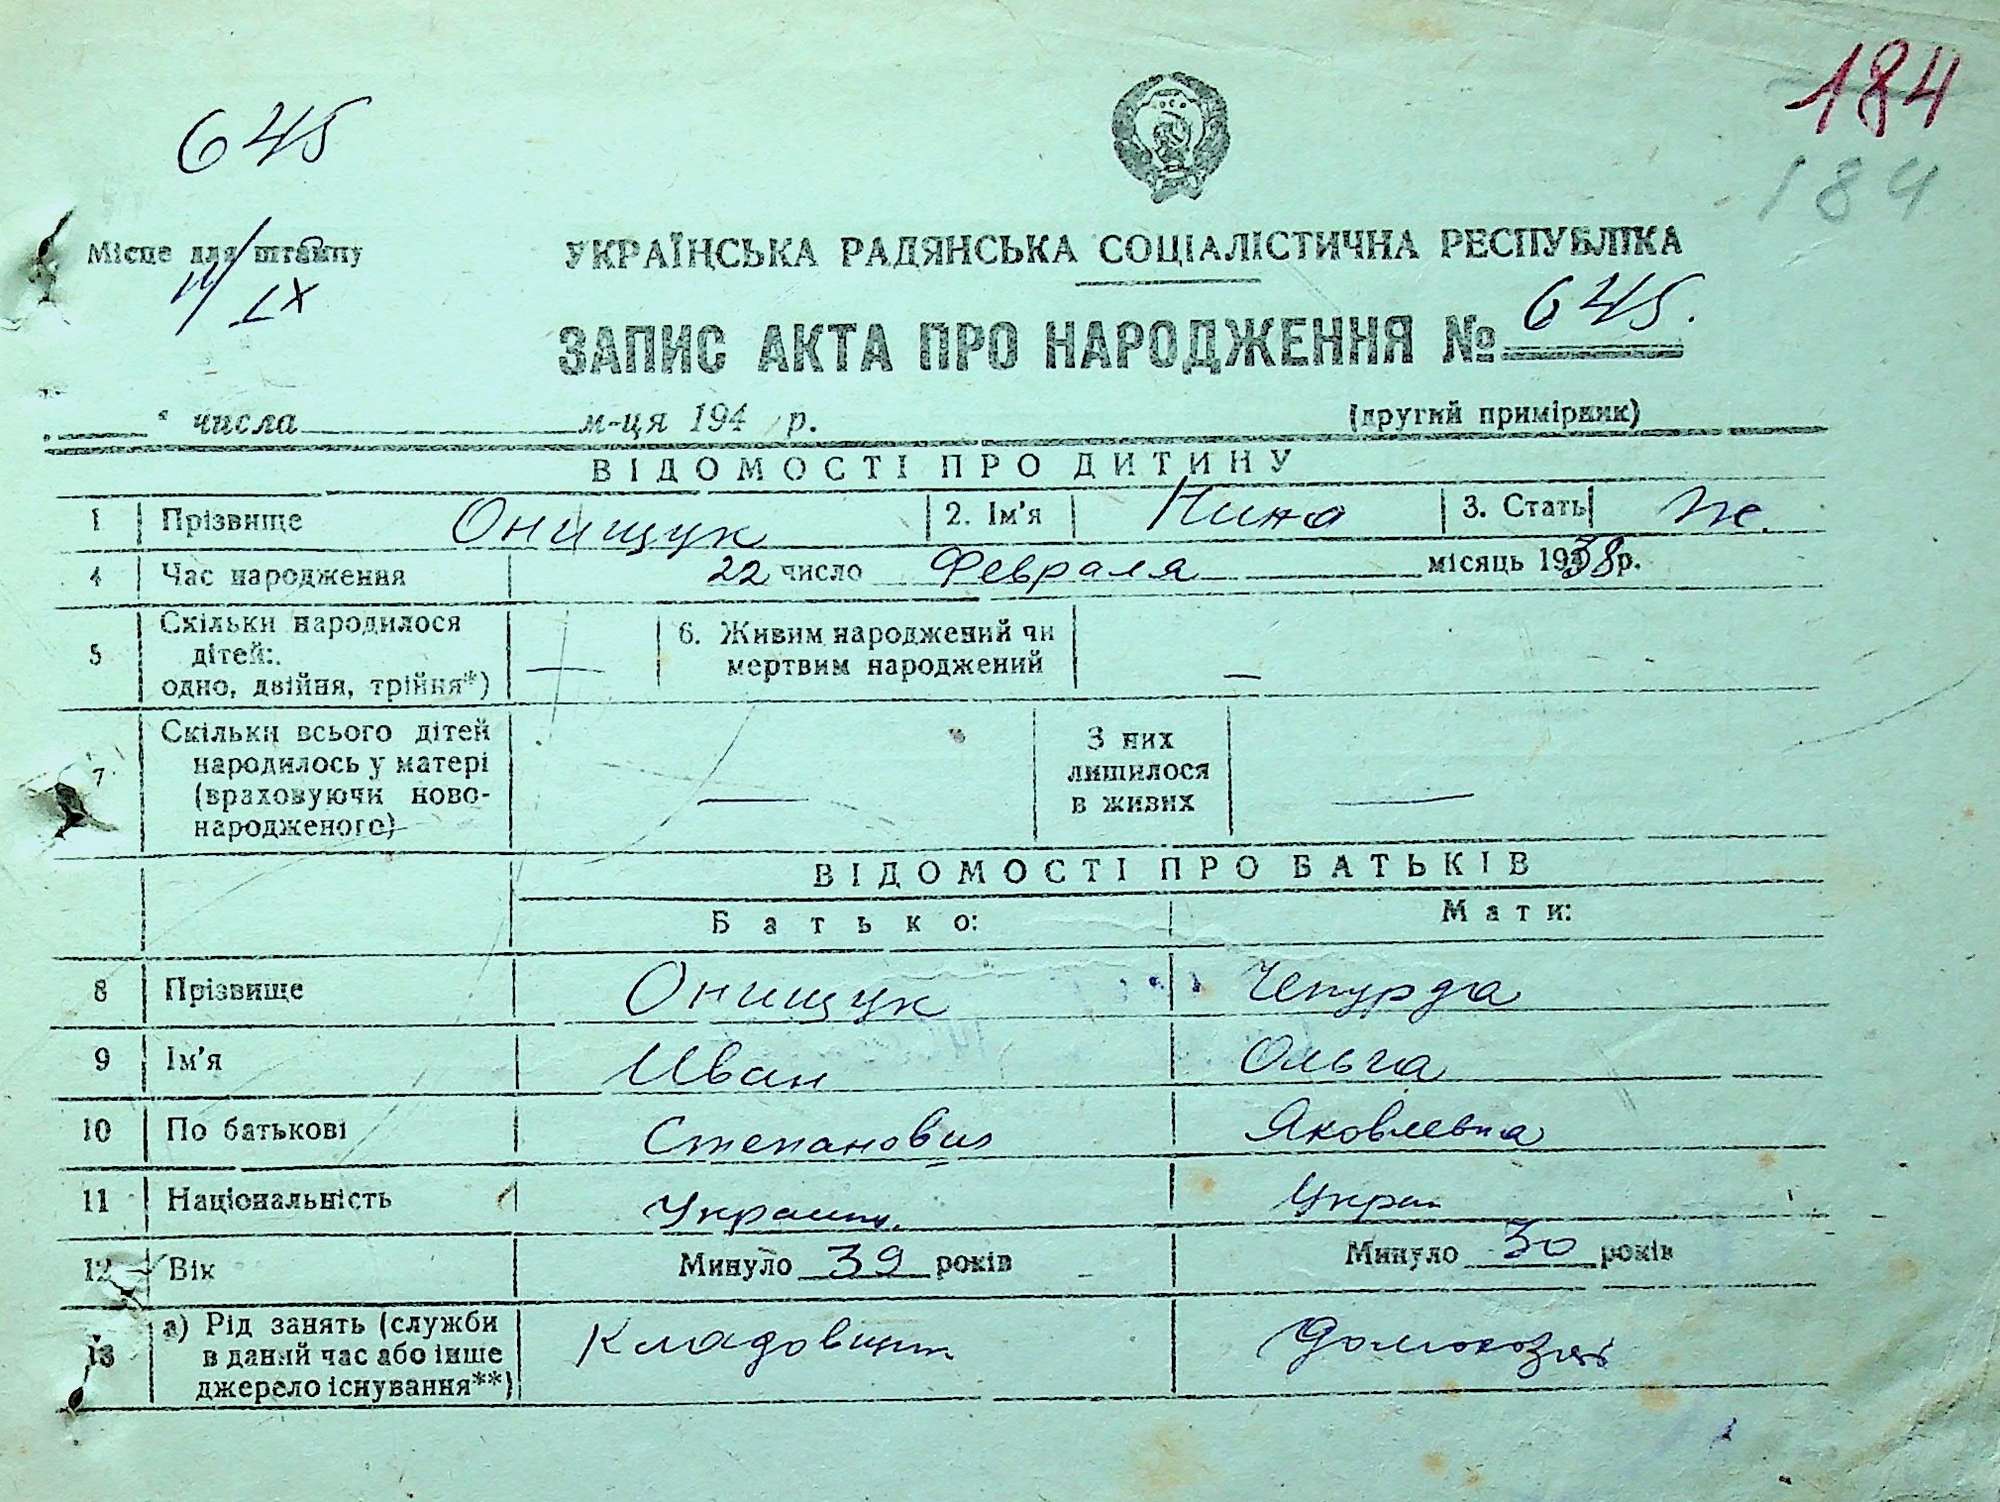 184
184
645
Місце для штампу
11/IX
УКРАЇНСЬКА РАДЯНСЬКА СОЦІАЛІСТИЧНА РЕСПУБЛІКА
ЗАПИС АКТА ПРО НАРОДЖЕННЯ № 645.
" числа м-ця 194 р. (другий примірник)
ВІДОМОСТІ ПРО ДИТИНУ
1 Прізвище Онищук 2. Ім'я Нина 3. Стать же.
4 Час народження 22 число Февраля місяць 1938 р.
5 Скільки народилося дітей: одно, двійня, трійня*) — 6. Живим народжений чи мертвим народжений —
7 Скільки всього дітей народилось у матері (враховуючи новонародженого) — З них лишилося в живих —
ВІДОМОСТІ ПРО БАТЬКІВ
Батько: Мати:
8 Прізвище Онищук Чепурда
9 Ім'я Иван Ольга
10 По батькові Степанович Яковлевна
11 Національність Украин. Укра
12 Вік Минуло 39 років Минуло 30 років
13 а) Рід занять (служби в даний час або інше джерело існування**) Кладовщик